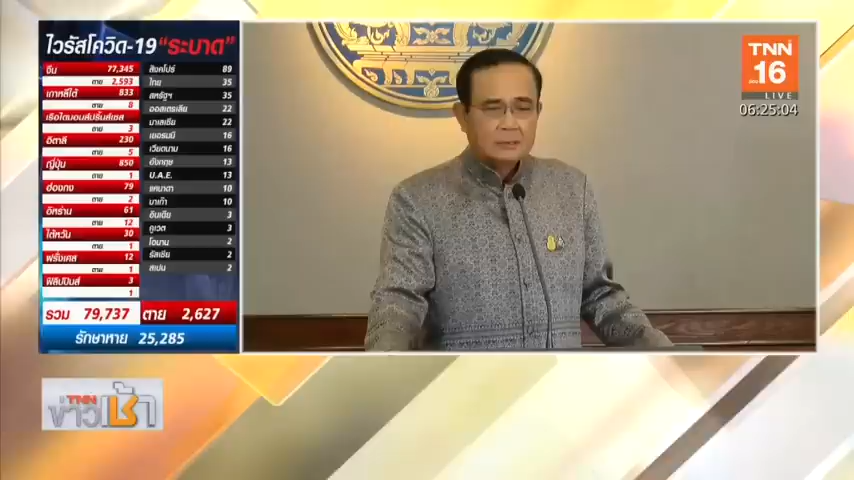 ไวรัสโควิด-19 "ระบาด"
จีน 77,345
ตาย 2,593
เกาหลีใต้ 833
ตาย 8
เรือไดมอนส์ปริ๊นส์เซส
ตาย 3
อิตาลี 230
ตาย 5
ญี่ปุ่น 850
ตาย 1
ฮ่องกง 79
ตาย 2
อิหร่าน 61
ตาย 12
ไต้หวัน 30
ตาย 1
ฝรั่งเศส 12
ตาย 1
ฟิลิปปินส์ 3
1
สิงคโปร์ 89
ไทย 35
สหรัฐฯ 35
ออสเตรเลีย 22
มาเลเซีย 22
เยอรมนี 16
เวียดนาม 16
อังกฤษ 13
U.A.E. 13
แคนาดา 10
มาเก๊า 10
อินเดีย 3
คูเวต 3
โอมาน 2
รัสเซีย 2
สเปน 2
รวม 79,737 ตาย 2,627
รักษาหาย 25,285
TNN
ช่อง 16
LIVE
06:25:04
TNN
ข่าวเช้า